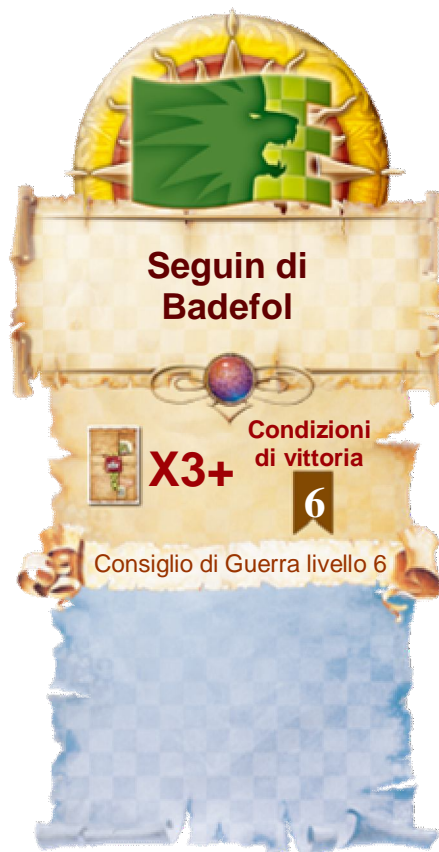 Seguin di
Badefol
Condizioni
di vittoria
X3+
6
Consiglio di Guerra livello 6